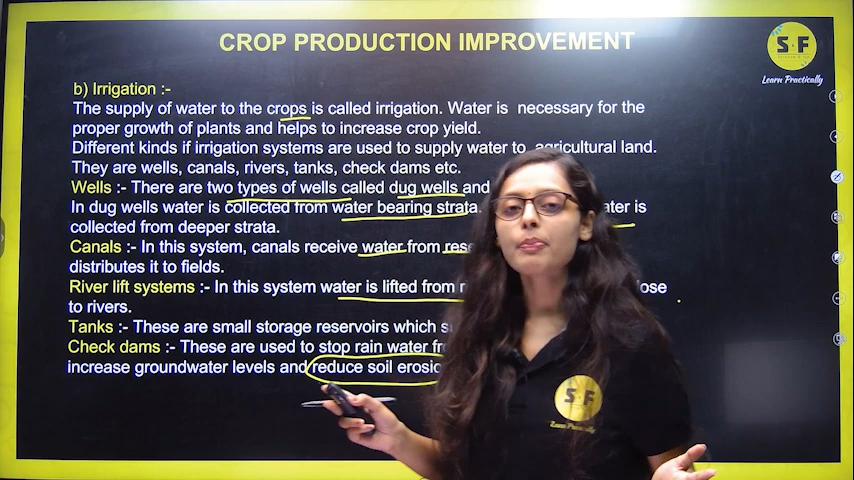 CROP PRODUCTION IMPROVEMENT
S F
Learn Practically
b) Irrigation :-
The supply of water to the crops is called irrigation. Water is necessary for the
proper growth of plants and helps to increase crop yield.
Different kinds if irrigation systems are used to supply water to agricultural land.
They are wells, canals, rivers, tanks, check dams etc.
Wells :- There are two types of wells called dug wells and
In dug wells water is collected from water bearing strata. ater is
collected from deeper strata.
Canals :- In this system, canals receive water from rese
distributes it to fields.
River lift systems :- In this system water is lifted from r lose
to rivers.
Tanks :- These are small storage reservoirs which s
Check dams :- These are used to stop rain water fr
increase groundwater levels and reduce soil erosio
S F
Learn Practically